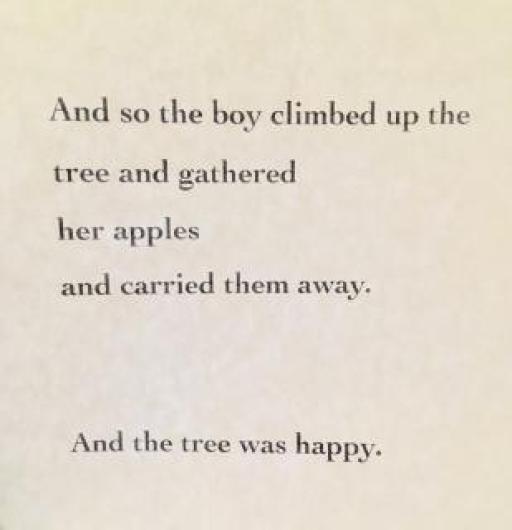 And so the boy climbed up the
tree and gathered
her apples
and carried them away.
And the tree was happy.